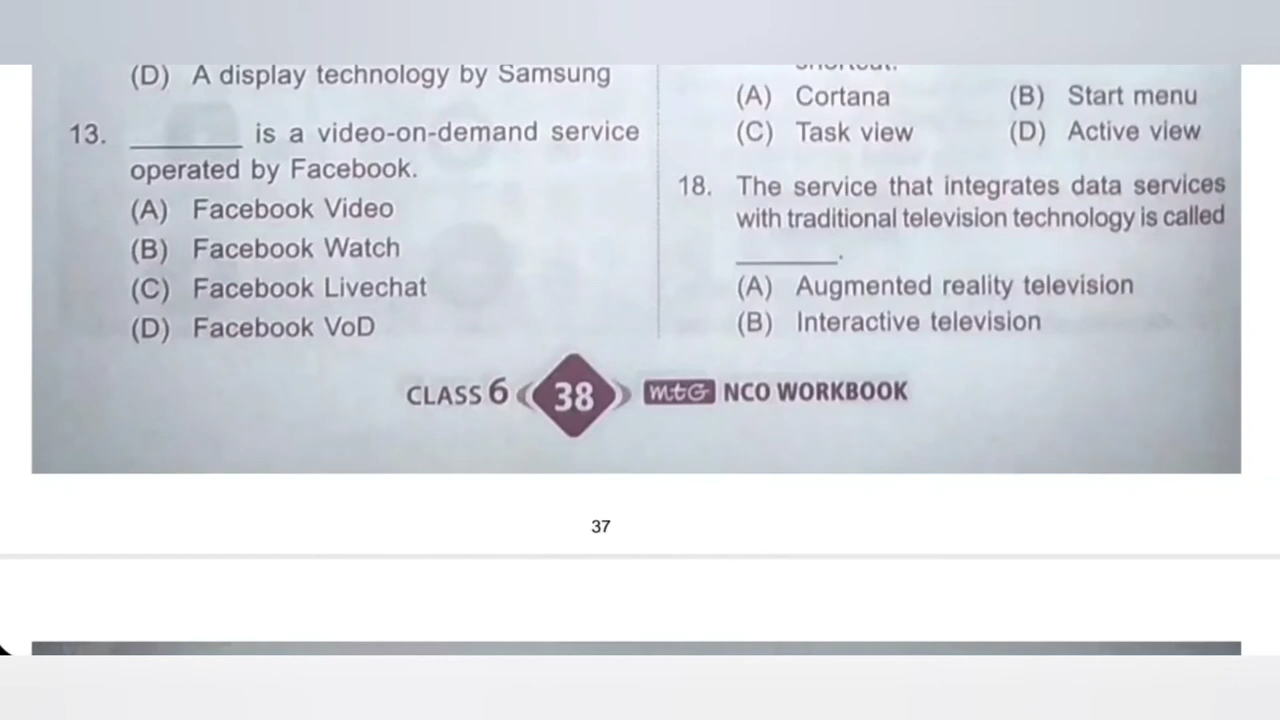 (D) A display technology by Samsung
13. ________ is a video-on-demand service
operated by Facebook.
(A) Facebook Video
(B) Facebook Watch
(C) Facebook Livechat
(D) Facebook VoD
(A) Cortana (B) Start menu
(C) Task view (D) Active view
18. The service that integrates data services
with traditional television technology is called
________.
(A) Augmented reality television
(B) Interactive television
CLASS 6 38 mtG NCO WORKBOOK
37